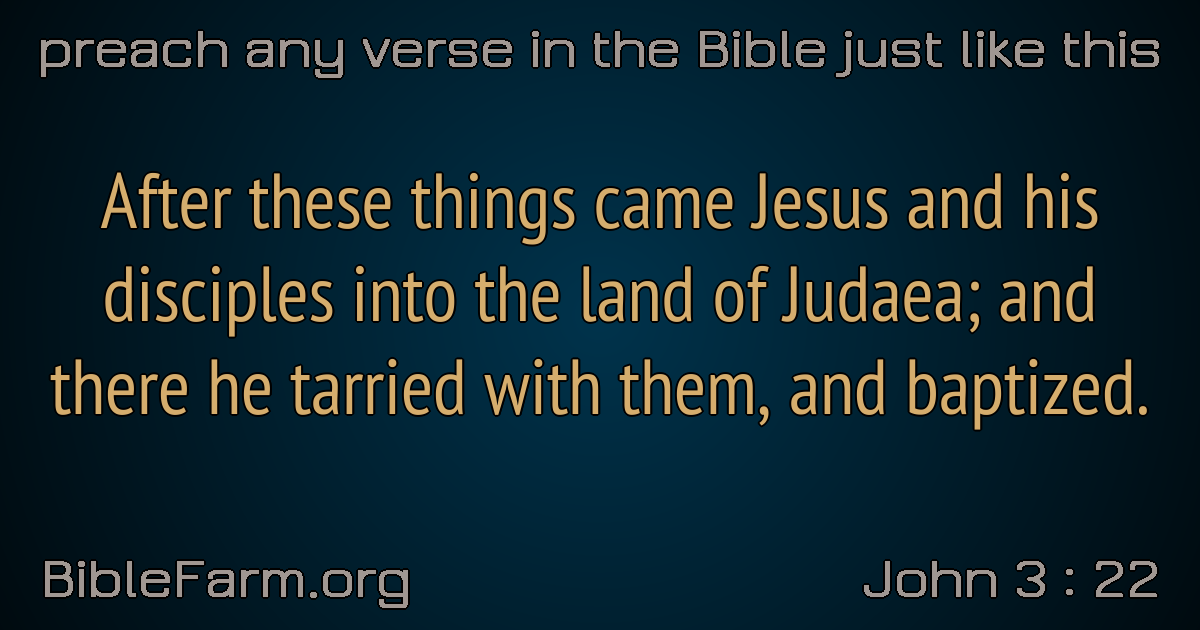 preach any verse in the Bible just like this
After these things came Jesus and his
disciples into the land of Judaea; and
there he tarried with them, and baptized.
BibleFarm.org
John 3 : 22